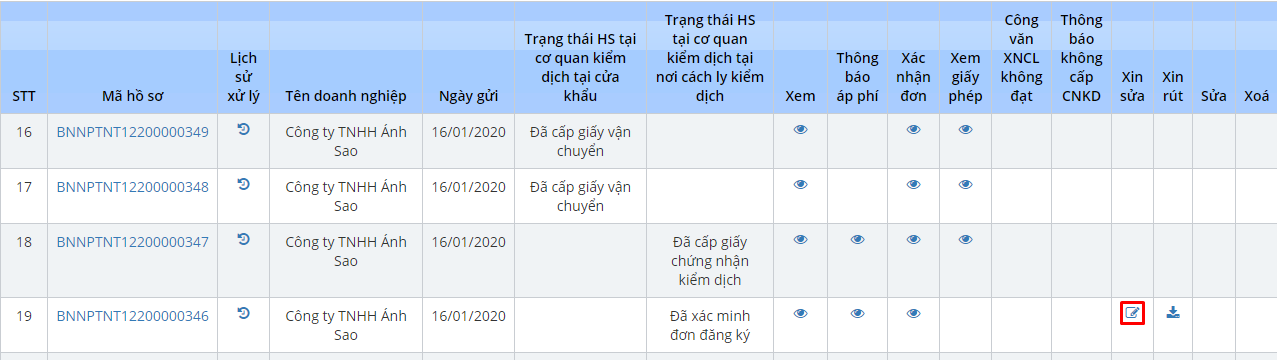 STT
Mã hồ sơ
Lịch
sử
xử lý
Tên doanh nghiệp
Ngày gửi
Trạng thái HS tại
cơ quan kiểm
dịch tại cửa
khẩu
Trạng thái HS
tại cơ quan
kiểm dịch tại
nơi cách ly kiểm
dịch
Xem
Thông
báo
áp phí
Xác
nhận
đơn
Xem
giấy
phép
Công
văn
XNCL
không
đạt
Thông
báo
không
cấp
CNKD
Xin
sửa
Xin
rút
Sửa
Xoá
16
BNNPTNT12200000349
Công ty TNHH Ánh
Sao
16/01/2020
Đã cấp giấy vận
chuyển
17
BNNPTNT12200000348
Công ty TNHH Ánh
Sao
16/01/2020
Đã cấp giấy vận
chuyển
18
BNNPTNT12200000347
Công ty TNHH Ánh
Sao
16/01/2020
Đã cấp giấy
chứng nhận
kiểm dịch
19
BNNPTNT12200000346
Công ty TNHH Ánh
Sao
16/01/2020
Đã xác minh
đơn đăng ký